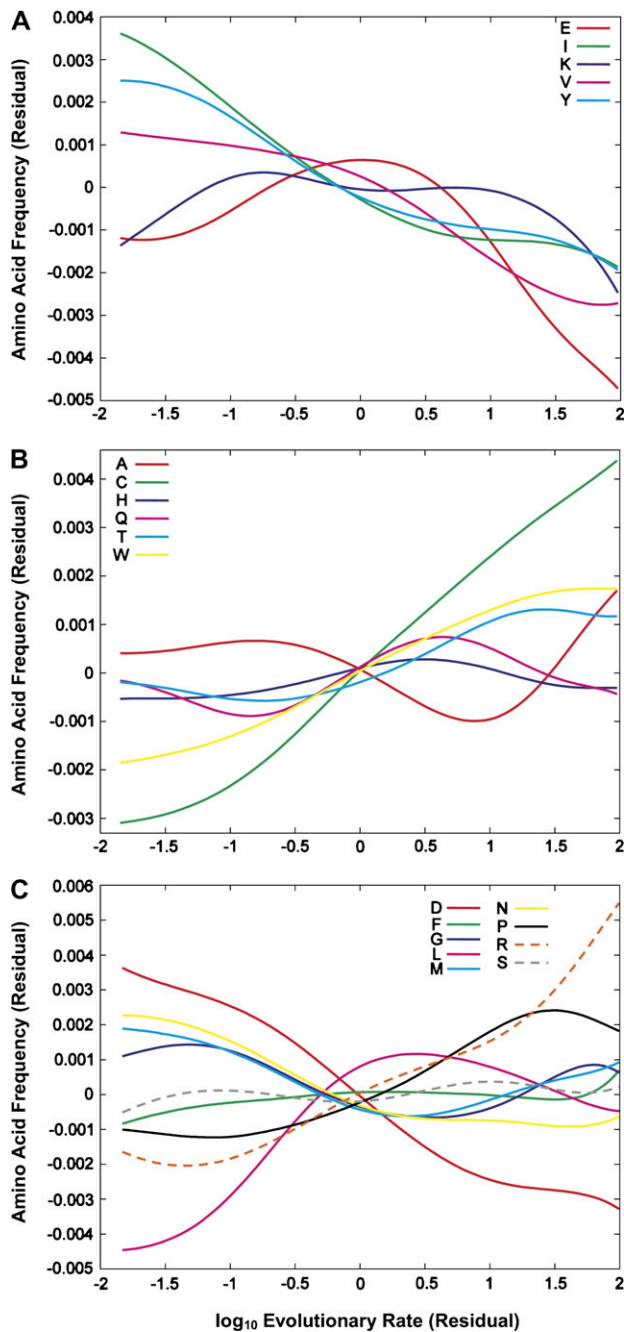 A
Amino Acid Frequency (Residual)
0.004
0.003
0.002
0.001
0
-0.001
-0.002
-0.003
-0.004
-0.005
E
I
K
V
Y
-2 -1.5 -1 -0.5 0 0.5 1 1.5 2
B
Amino Acid Frequency (Residual)
0.004
0.003
0.002
0.001
0
-0.001
-0.002
-0.003
A
C
H
Q
T
W
-2 -1.5 -1 -0.5 0 0.5 1 1.5 2
C
Amino Acid Frequency (Residual)
0.006
0.005
0.004
0.003
0.002
0.001
0
-0.001
-0.002
-0.003
-0.004
-0.005
D
F
G
L
M
N
P
R
S
-2 -1.5 -1 -0.5 0 0.5 1 1.5 2
log10 Evolutionary Rate (Residual)